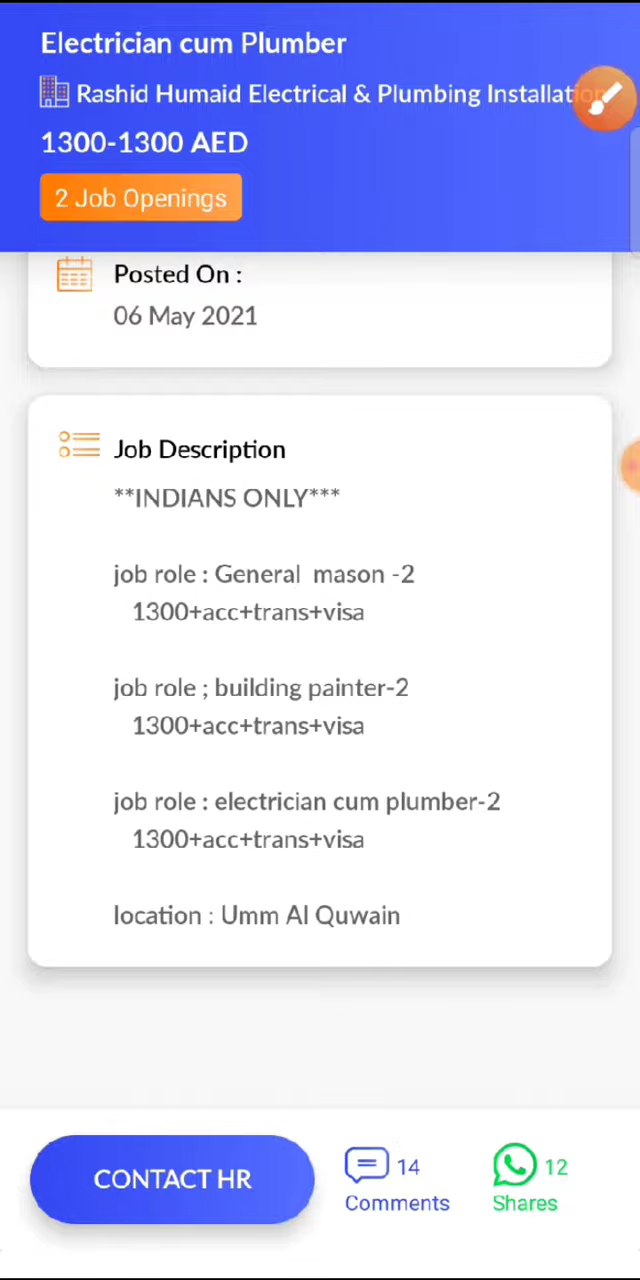 Electrician cum Plumber
Rashid Humaid Electrical & Plumbing
1300-1300 AED
2 Job Openings
Posted On :
06 May 2021
Job Description
**INDIANS ONLY***
job role : General  mason -2
1300+acc+trans+visa
job role ; building painter-2
1300+acc+trans+visa
job role : electrician cum plumber-2
1300+acc+trans+visa
location : Umm Al Quwain
CONTACT HR
14
Comments
12
Shares